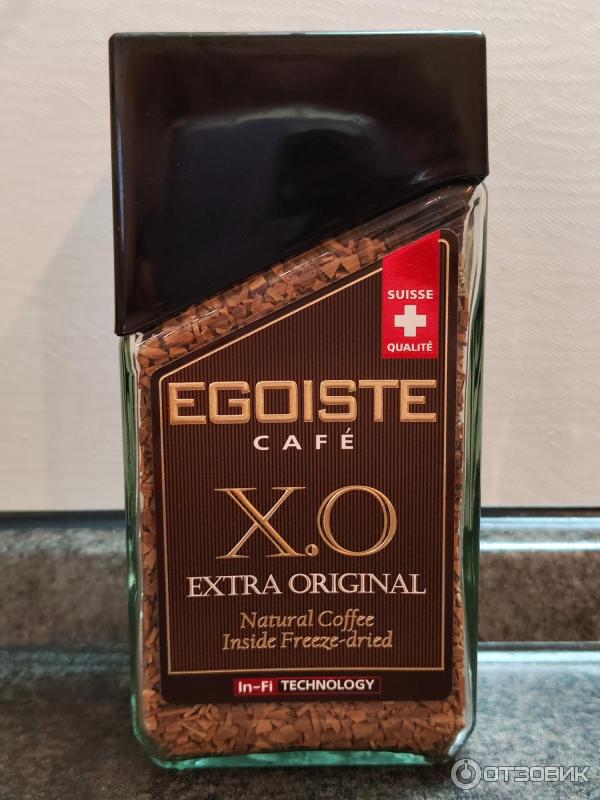 SUISSE
QUALITÉ
EGOISTE
CAFÉ
X.O
EXTRA ORIGINAL
Natural Coffee
Inside Freeze-dried
In-Fi TECHNOLOGY
ОТЗОВИК